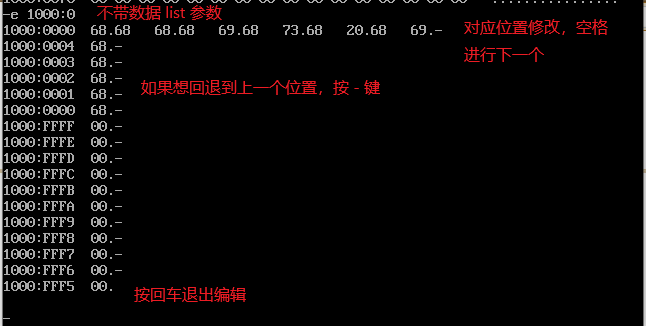 -e 1000:0 不带数据 list 参数
1000:0000 68.68 68.68 69.68 73.68 20.68 69.- 对应位置修改，空格
进行下一个
1000:0004 68.-
1000:0003 68.-
1000:0002 68.-
1000:0001 68.- 如果想回退到上一个位置，按 - 键
1000:0000 68.-
1000:FFFF 00.-
1000:FFFE 00.-
1000:FFFD 00.-
1000:FFFC 00.-
1000:FFFB 00.-
1000:FFFA 00.-
1000:FFF9 00.-
1000:FFF8 00.-
1000:FFF7 00.-
1000:FFF6 00.-
1000:FFF5 00.
按回车退出编辑
-